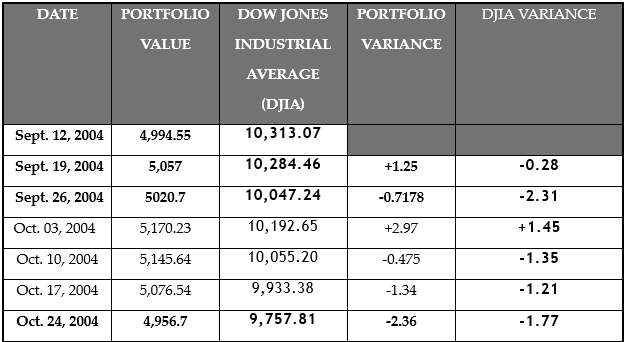 DATE PORTFOLIO VALUE DOW JONES INDUSTRIAL AVERAGE (DJIA) PORTFOLIO VARIANCE DJIA VARIANCE
Sept. 12, 2004 4,994.55 10,313.07
Sept. 19, 2004 5,057 10,284.46 +1.25 -0.28
Sept. 26, 2004 5020.7 10,047.24 -0.7178 -2.31
Oct. 03, 2004 5,170.23 10,192.65 +2.97 +1.45
Oct. 10, 2004 5,145.64 10,055.20 -0.475 -1.35
Oct. 17, 2004 5,076.54 9,933.38 -1.34 -1.21
Oct. 24, 2004 4,956.7 9,757.81 -2.36 -1.77